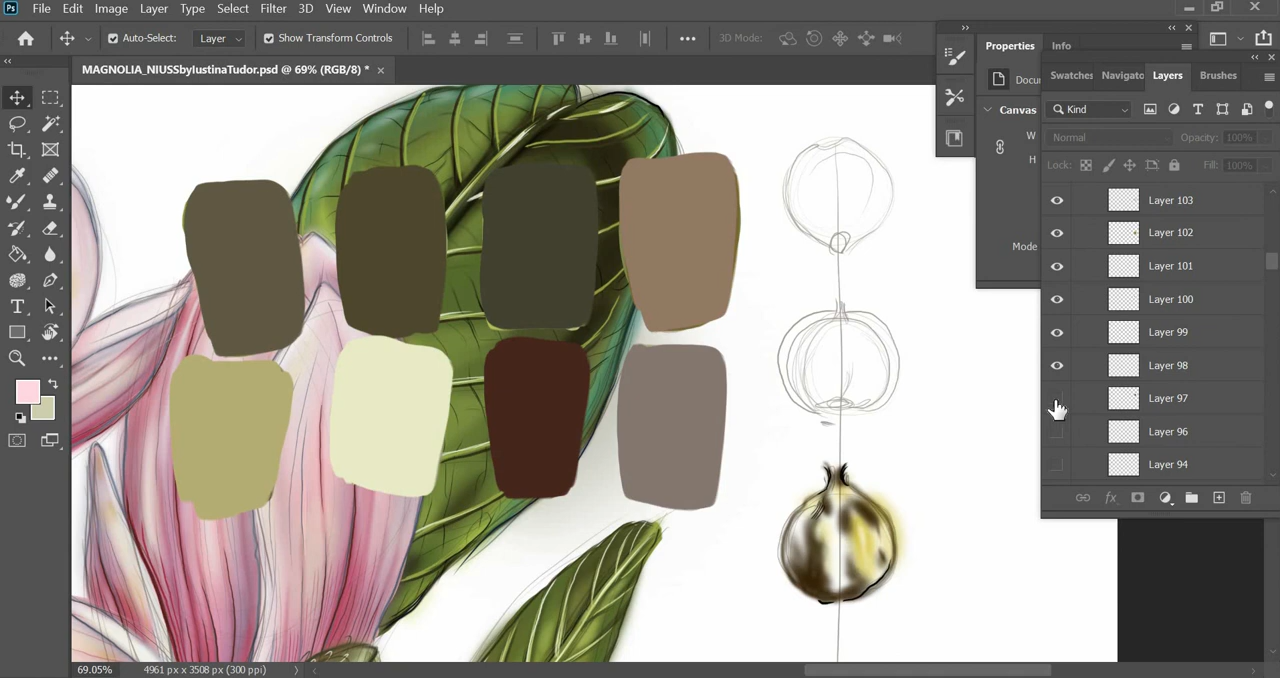 Ps File Edit Image Layer Type Select Filter 3D View Window Help
Auto-Select: Layer Show Transform Controls 3D Mode:
MAGNOLIA_NIUSSbyIustinaTudor.psd @ 69% (RGB/8) *
Properties Info
Docu
Canvas
W
H
Mode
Swatches Navigato Layers Brushes
Kind
Normal Opacity: 100%
Lock: Fill: 100%
Layer 103
Layer 102
Layer 101
Layer 100
Layer 99
Layer 98
Layer 97
Layer 96
Layer 94
fx
69.05% 4961 px x 3508 px (300 ppi)